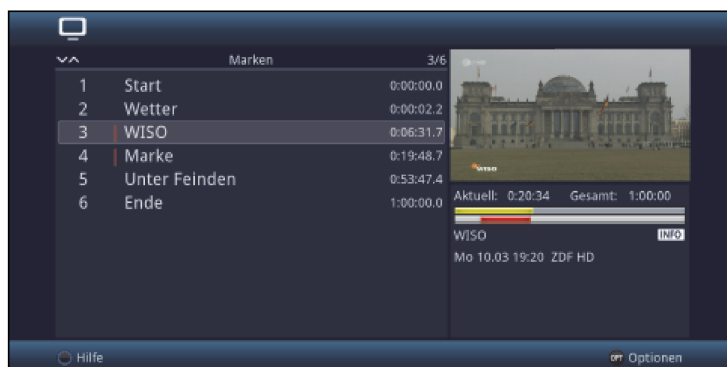 Marken 3/6
1 Start 0:00:00.0
2 Wetter 0:00:02.2
3 WISO 0:06:31.7
4 Marke 0:19:48.7
5 Unter Feinden 0:53:47.4
6 Ende 1:00:00.0
WISO
Aktuell: 0:20:34 Gesamt: 1:00:00
WISO INFO
Mo 10.03 19:20 ZDF HD
Hilfe
OPT Optionen